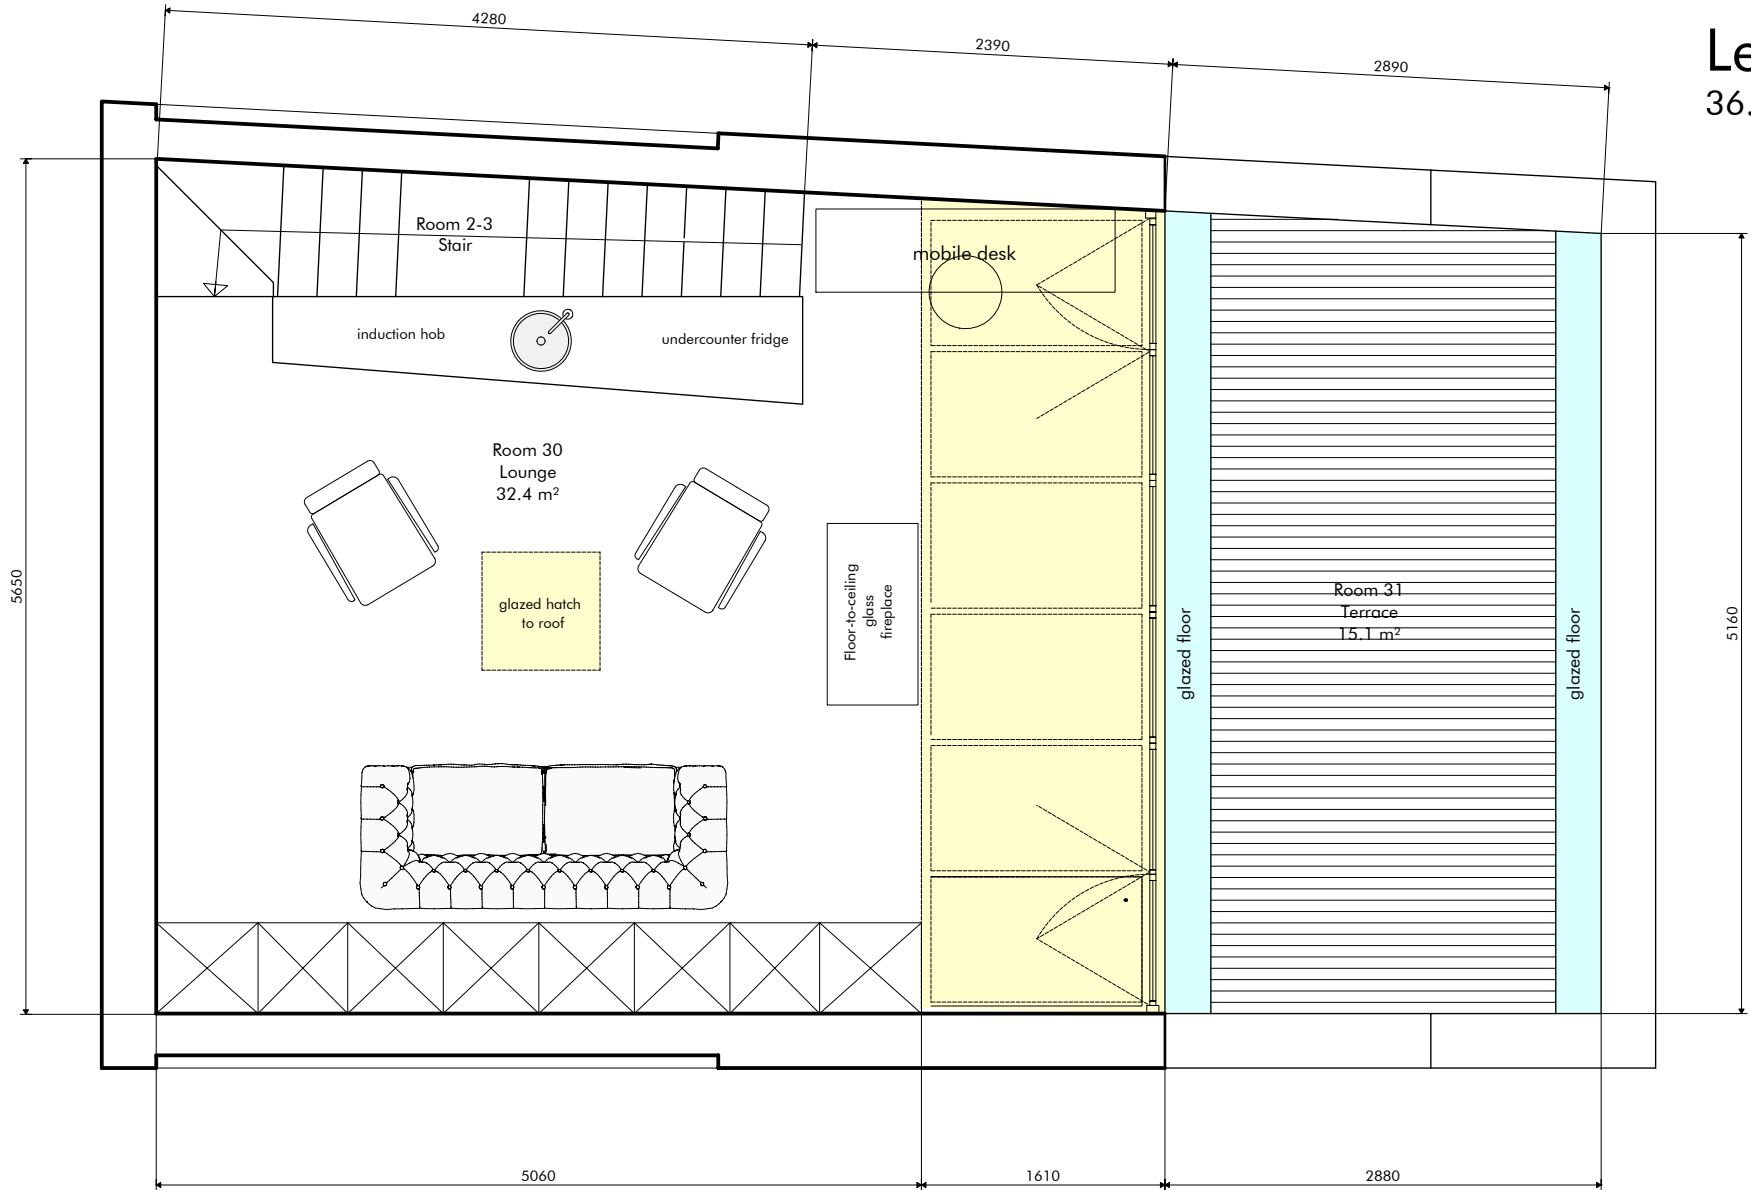 4280
2390
2890
Le
36.
Room 2-3
Stair
mobile desk
induction hob
undercounter fridge
Room 30
Lounge
32.4 m²
glazed hatch
to roof
Floor-to-ceiling
glass
fireplace
glazed floor
Room 31
Terrace
15.1 m²
glazed floor
5650
5160
5060
1610
2880